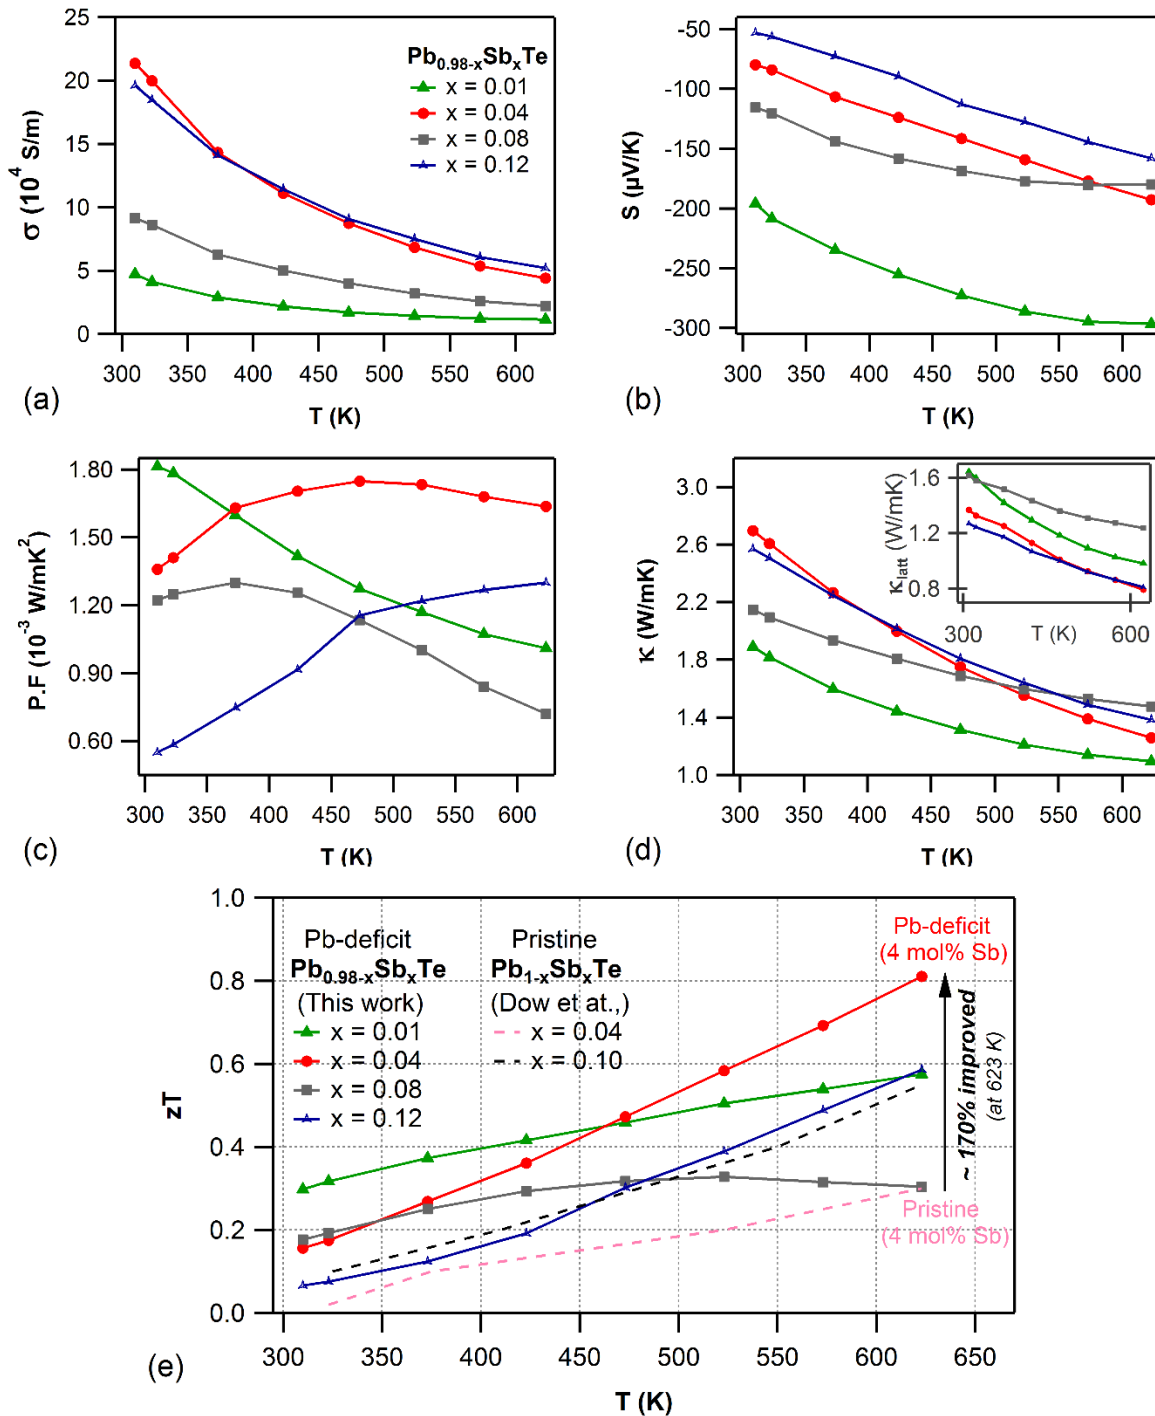 25
20
15
10
5
0
σ (10⁴ S/m)
Pb₀.₉₈₋ₓSbₓTe
x = 0.01
x = 0.04
x = 0.08
x = 0.12
300 350 400 450 500 550 600
(a)
T (K)
-50
-100
-150
-200
-250
-300
S (µV/K)
300 350 400 450 500 550 600
(b)
T (K)
1.80
1.50
1.20
0.90
0.60
P.F (10⁻³ W/mK²)
300 350 400 450 500 550 600
(c)
T (K)
3.0
2.6
2.2
1.8
1.4
1.0
κ (W/mK)
1.6
1.2
0.8
κₗₐₜₜ (W/mK)
300 T (K) 600
300 350 400 450 500 550 600
(d)
T (K)
1.0
0.8
0.6
0.4
0.2
0.0
zT
Pb-deficit
Pb₀.₉₈₋ₓSbₓTe
(This work)
x = 0.01
x = 0.04
x = 0.08
x = 0.12
Pristine
Pb₁₋ₓSbₓTe
(Dow et at.,)
x = 0.04
x = 0.10
Pb-deficit
(4 mol% Sb)
~ 170% improved
(at 623 K)
Pristine
(4 mol% Sb)
300 350 400 450 500 550 600 650
(e)
T (K)